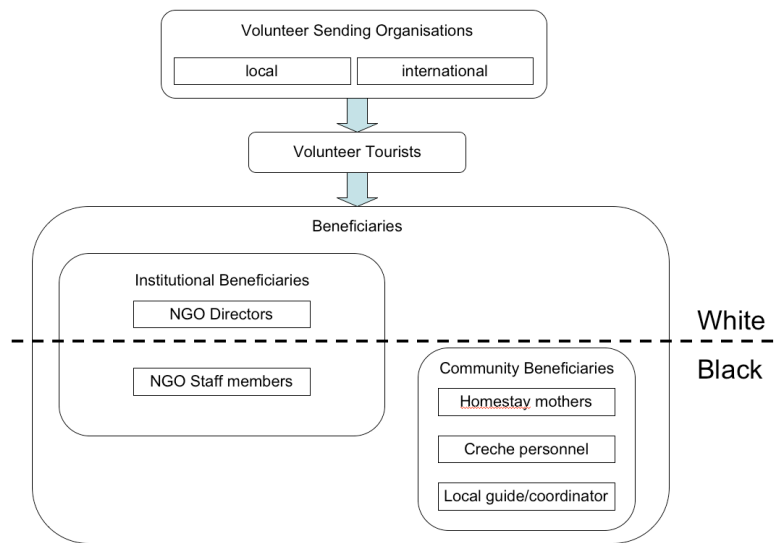 Volunteer Sending Organisations
local
international
Volunteer Tourists
Beneficiaries
Institutional Beneficiaries
NGO Directors
White
Black
NGO Staff members
Community Beneficiaries
Homestay mothers
Creche personnel
Local guide/coordinator